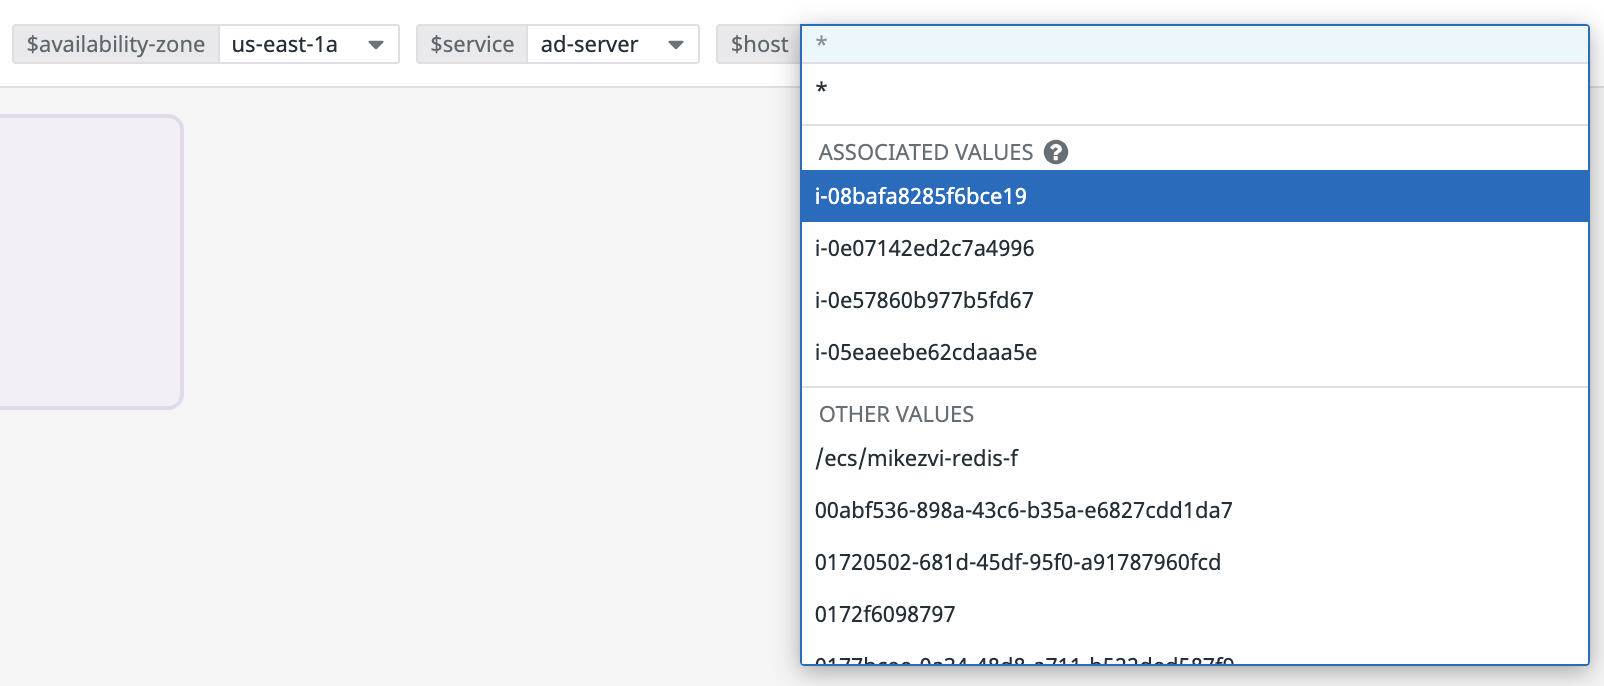 $availability-zone us-east-1a $service ad-server $host *
*
ASSOCIATED VALUES ?
i-08bafa8285f6bce19
i-0e07142ed2c7a4996
i-0e57860b977b5fd67
i-05eaeebe62cdaaa5e
OTHER VALUES
/ecs/mikezvi-redis-f
00abf536-898a-43c6-b35a-e6827cdd1da7
01720502-681d-45df-95f0-a91787960fcd
0172f6098797